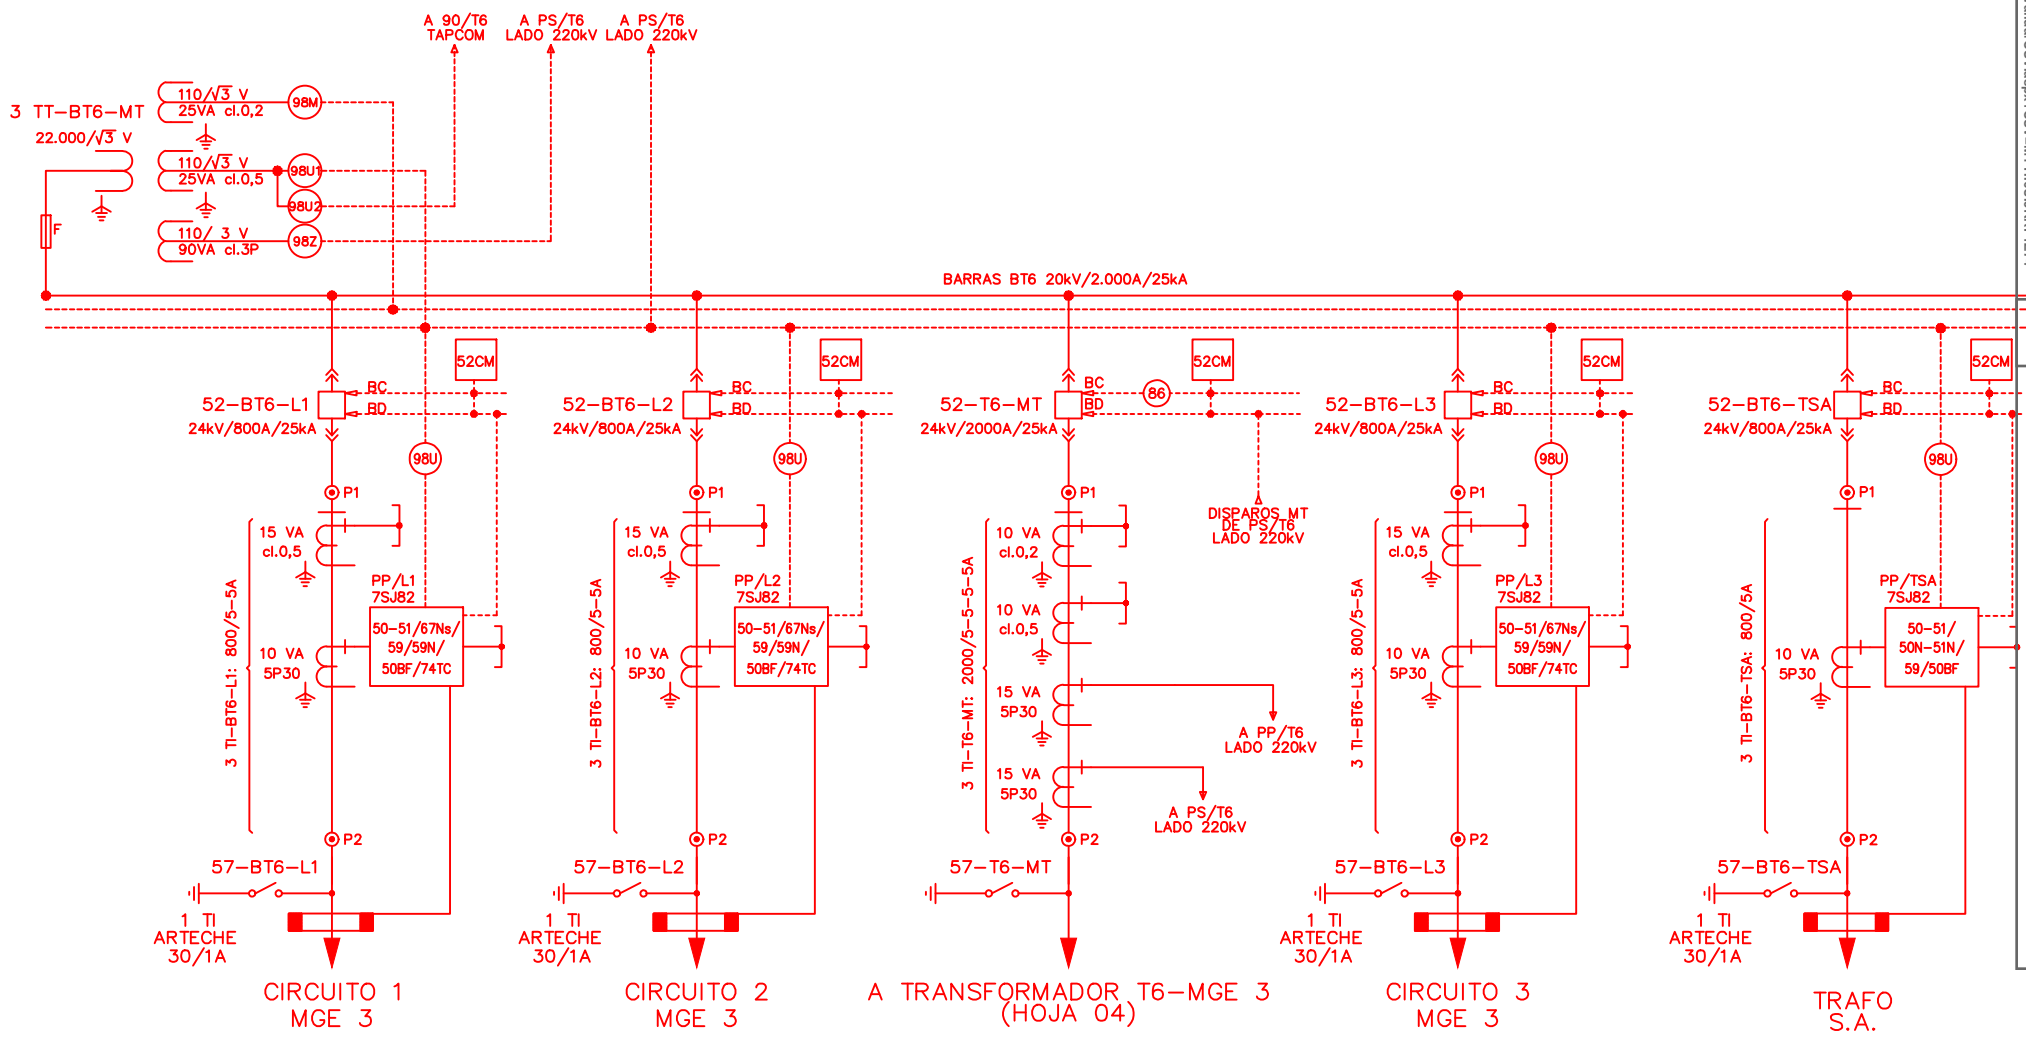 A 90/T6
TAPCOM
A PS/T6
LADO 220kV
A PS/T6
LADO 220kV
3 TT-BT6-MT
22.000/√3 V
110/√3 V
25VA cl.0,2
98M
110/√3 V
25VA cl.0,5
98U1
98U2
110/ 3 V
90VA cl.3P
98Z
F
BARRAS BT6 20kV/2.000A/25kA
52CM
BC
BD
52-BT6-L1
24kV/800A/25kA
98U
P1
15 VA
cl.0,5
PP/L1
7SJ82
50-51/67Ns/
59/59N/
50BF/74TC
10 VA
5P30
3 TI-BT6-L1: 800/5-5A
P2
57-BT6-L1
1 TI
ARTECHE
30/1A
CIRCUITO 1
MGE 3
52CM
BC
BD
52-BT6-L2
24kV/800A/25kA
98U
P1
15 VA
cl.0,5
PP/L2
7SJ82
50-51/67Ns/
59/59N/
50BF/74TC
10 VA
5P30
3 TI-BT6-L2: 800/5-5A
P2
57-BT6-L2
1 TI
ARTECHE
30/1A
CIRCUITO 2
MGE 3
52CM
BC
86
BD
52-T6-MT
24kV/2000A/25kA
P1
DISPAROS MT
DE PS/T6
LADO 220kV
10 VA
cl.0,2
10 VA
cl.0,5
15 VA
5P30
A PP/T6
LADO 220kV
15 VA
5P30
A PS/T6
LADO 220kV
3 TI-T6-MT: 2000/5-5-5-5A
P2
57-T6-MT
A TRANSFORMADOR T6-MGE 3
(HOJA 04)
52CM
BC
BD
52-BT6-L3
24kV/800A/25kA
98U
P1
15 VA
cl.0,5
PP/L3
7SJ82
50-51/67Ns/
59/59N/
50BF/74TC
10 VA
5P30
3 TI-BT6-L3: 800/5-5A
P2
57-BT6-L3
1 TI
ARTECHE
30/1A
CIRCUITO 3
MGE 3
52CM
BC
BD
52-BT6-TSA
24kV/800A/25kA
98U
P1
PP/TSA
7SJ82
50-51/
50N-51N/
59/50BF
10 VA
5P30
3 TI-BT6-TSA: 800/5A
P2
57-BT6-TSA
1 TI
ARTECHE
30/1A
TRAFO
S.A.